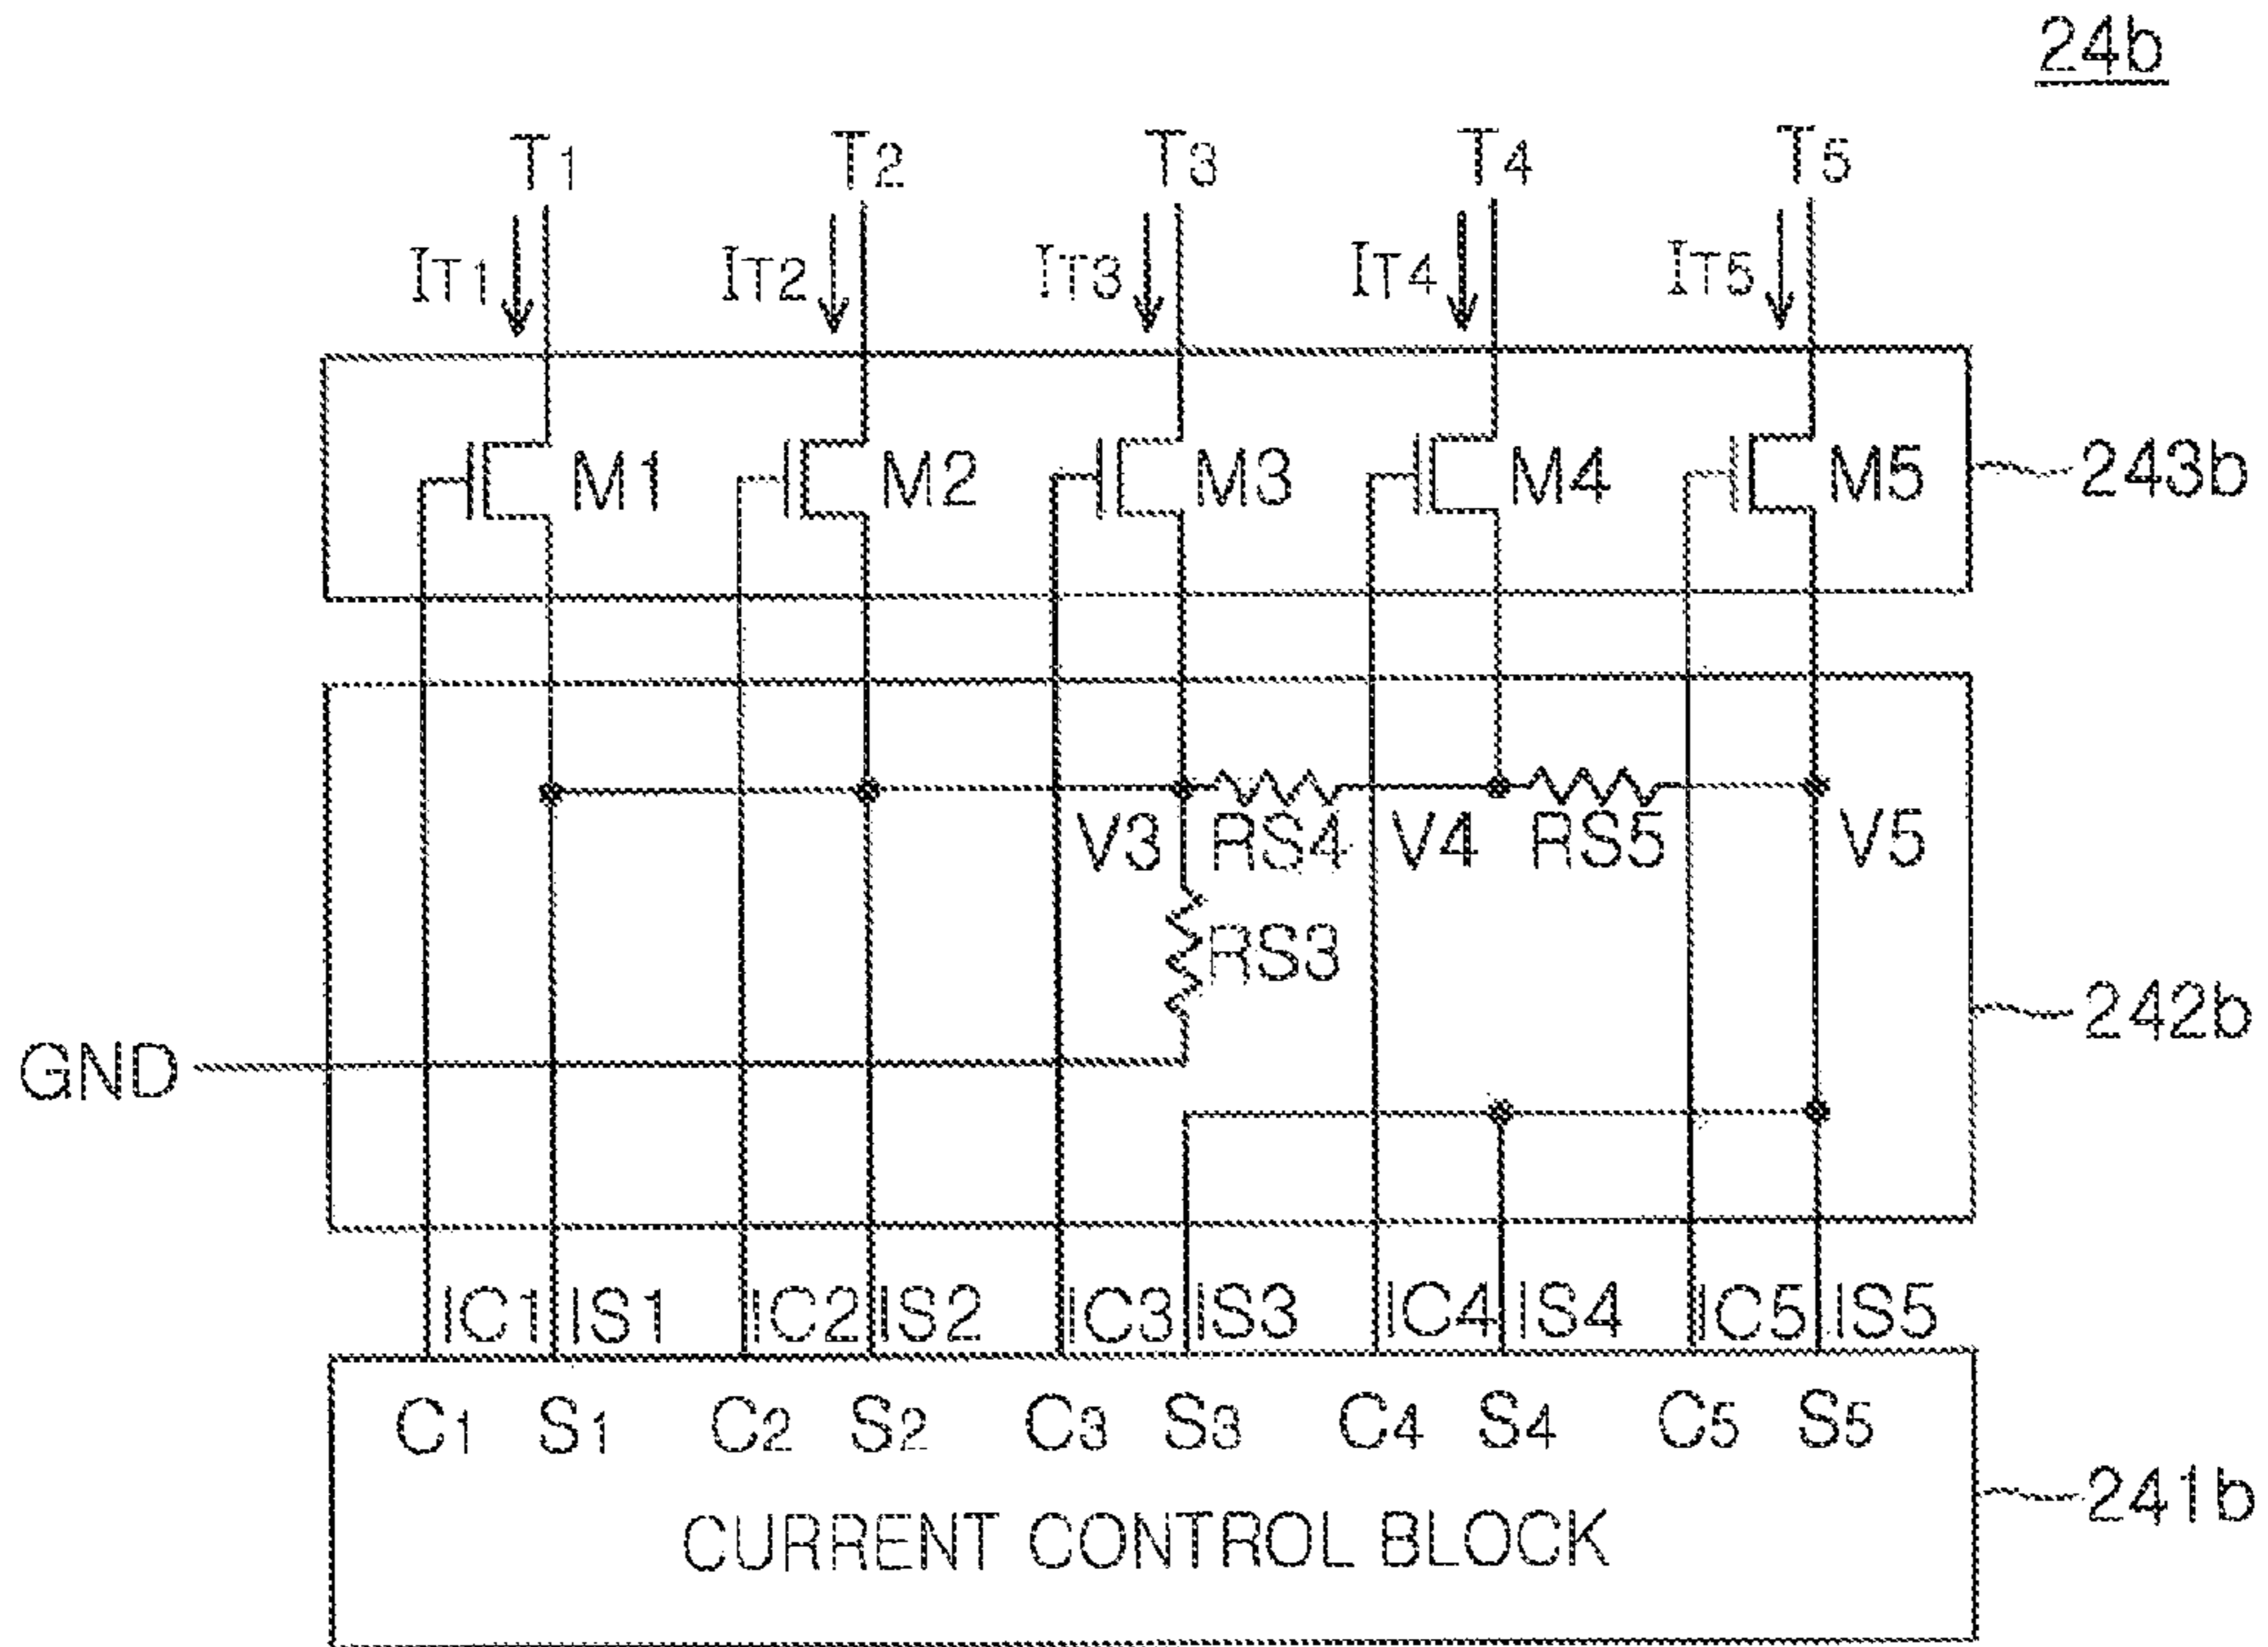 24b
T1 T2 T3 T4 T5
IT1 IT2 IT3 IT4 IT5
M1 M2 M3 M4 M5 243b
V3 RS4 V4 RS5 V5
RS3
242b
GND
IC1 IS1 IC2 IS2 IC3 IS3 IC4 IS4 IC5 IS5
C1 S1 C2 S2 C3 S3 C4 S4 C5 S5
241b
CURRENT CONTROL BLOCK